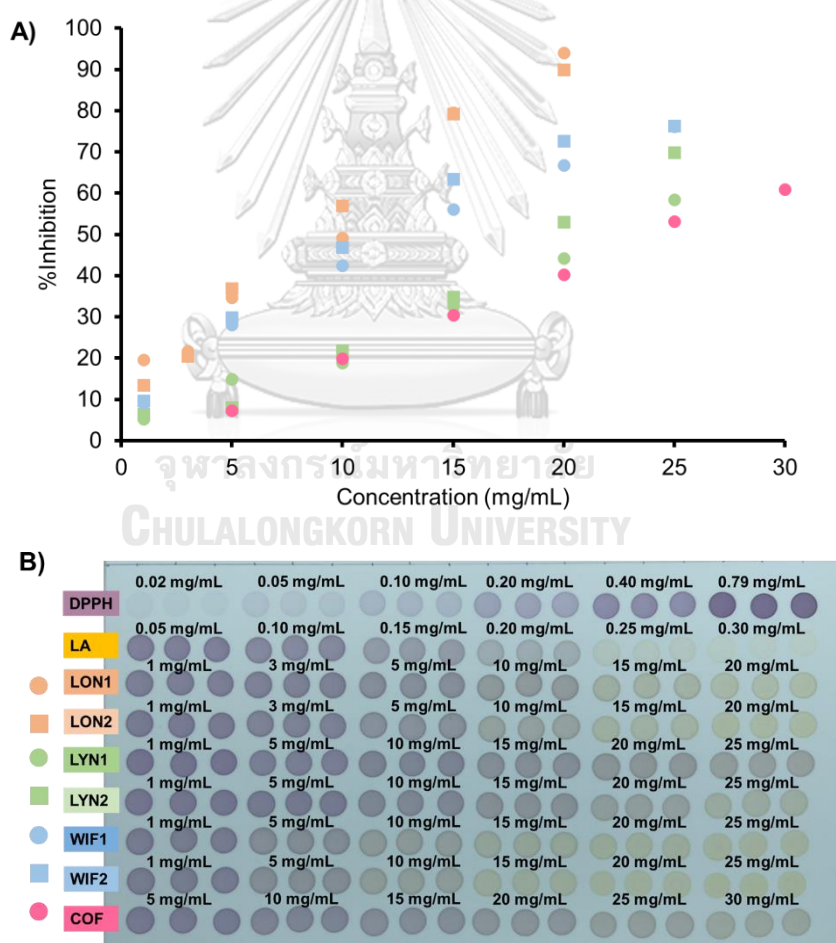 A)
100
90
80
70
60
50
40
30
20
10
0
%Inhibition
0 5 10 15 20 25 30
Concentration (mg/mL)
จุฬาลงกรณ์มหาวิทยาลัย
CHULALONGKORN UNIVERSITY
B)
0.02 mg/mL 0.05 mg/mL 0.10 mg/mL 0.20 mg/mL 0.40 mg/mL 0.79 mg/mL
DPPH
0.05 mg/mL 0.10 mg/mL 0.15 mg/mL 0.20 mg/mL 0.25 mg/mL 0.30 mg/mL
LA
1 mg/mL 3 mg/mL 5 mg/mL 10 mg/mL 15 mg/mL 20 mg/mL
LON1
1 mg/mL 3 mg/mL 5 mg/mL 10 mg/mL 15 mg/mL 20 mg/mL
LON2
1 mg/mL 5 mg/mL 10 mg/mL 15 mg/mL 20 mg/mL 25 mg/mL
LYN1
1 mg/mL 5 mg/mL 10 mg/mL 15 mg/mL 20 mg/mL 25 mg/mL
LYN2
1 mg/mL 5 mg/mL 10 mg/mL 15 mg/mL 20 mg/mL 25 mg/mL
WIF1
1 mg/mL 5 mg/mL 10 mg/mL 15 mg/mL 20 mg/mL 25 mg/mL
WIF2
5 mg/mL 10 mg/mL 15 mg/mL 20 mg/mL 25 mg/mL 30 mg/mL
COF